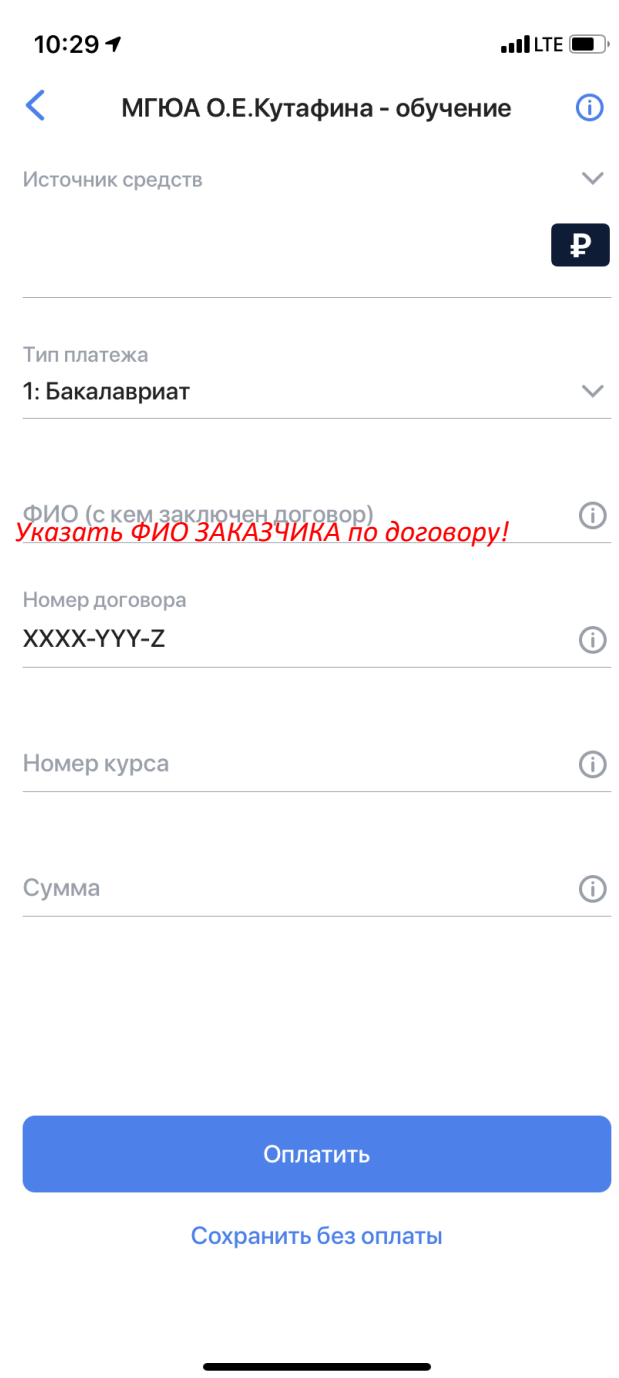 10:29 LTE
МГЮА О.Е.Кутафина - обучение
Источник средств
₽
Тип платежа
1: Бакалавриат
ФИО (с кем заключен договор)
Указать ФИО ЗАКАЗЧИКА по договору!
Номер договора
XXXX-YYY-Z
Номер курса
Сумма
Оплатить
Сохранить без оплаты